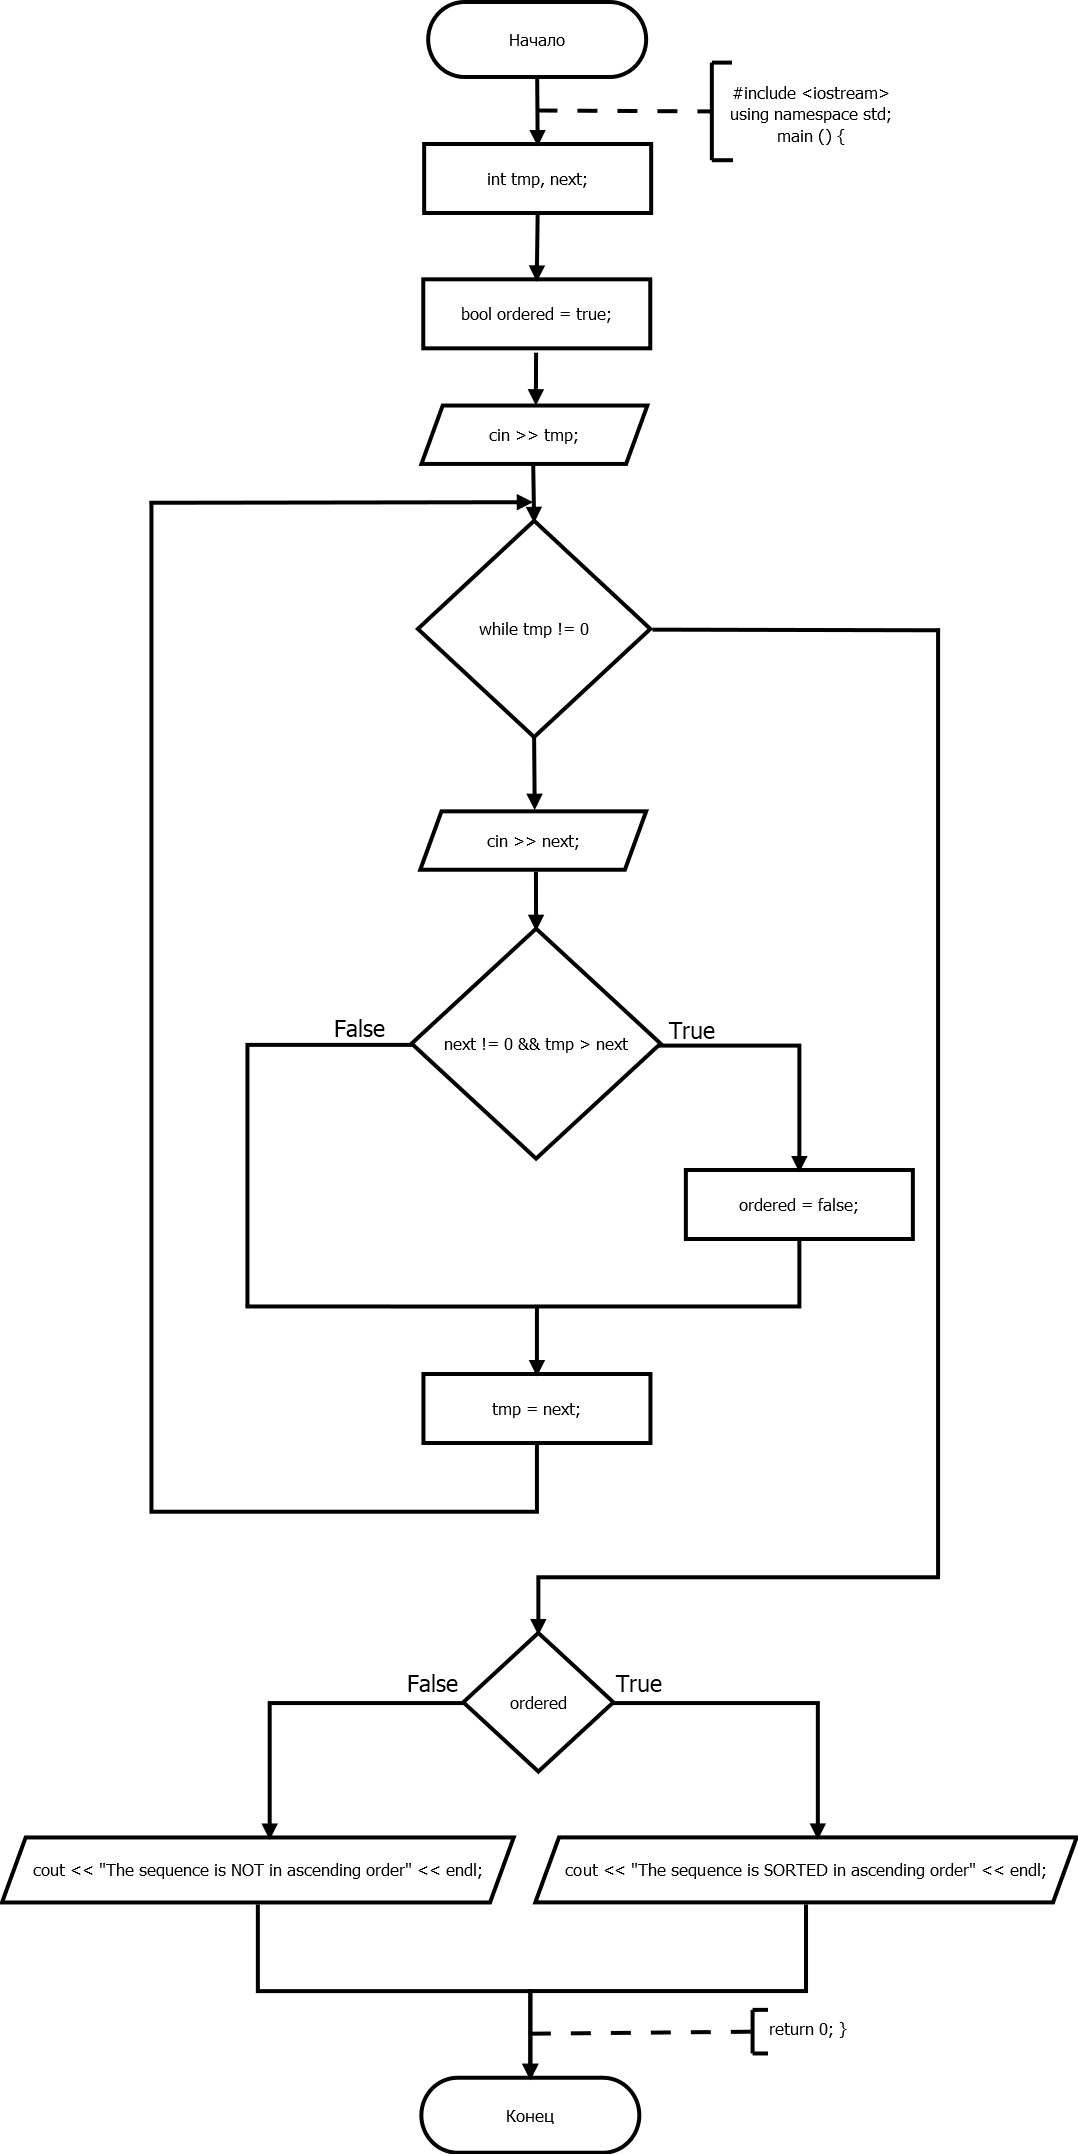 Начало
#include <iostream>
using namespace std;
main () {
int tmp, next;
bool ordered = true;
cin >> tmp;
while tmp != 0
cin >> next;
False
True
next != 0 && tmp > next
ordered = false;
tmp = next;
False
True
ordered
cout << "The sequence is NOT in ascending order" << endl;
cout << "The sequence is SORTED in ascending order" << endl;
return 0; }
Конец